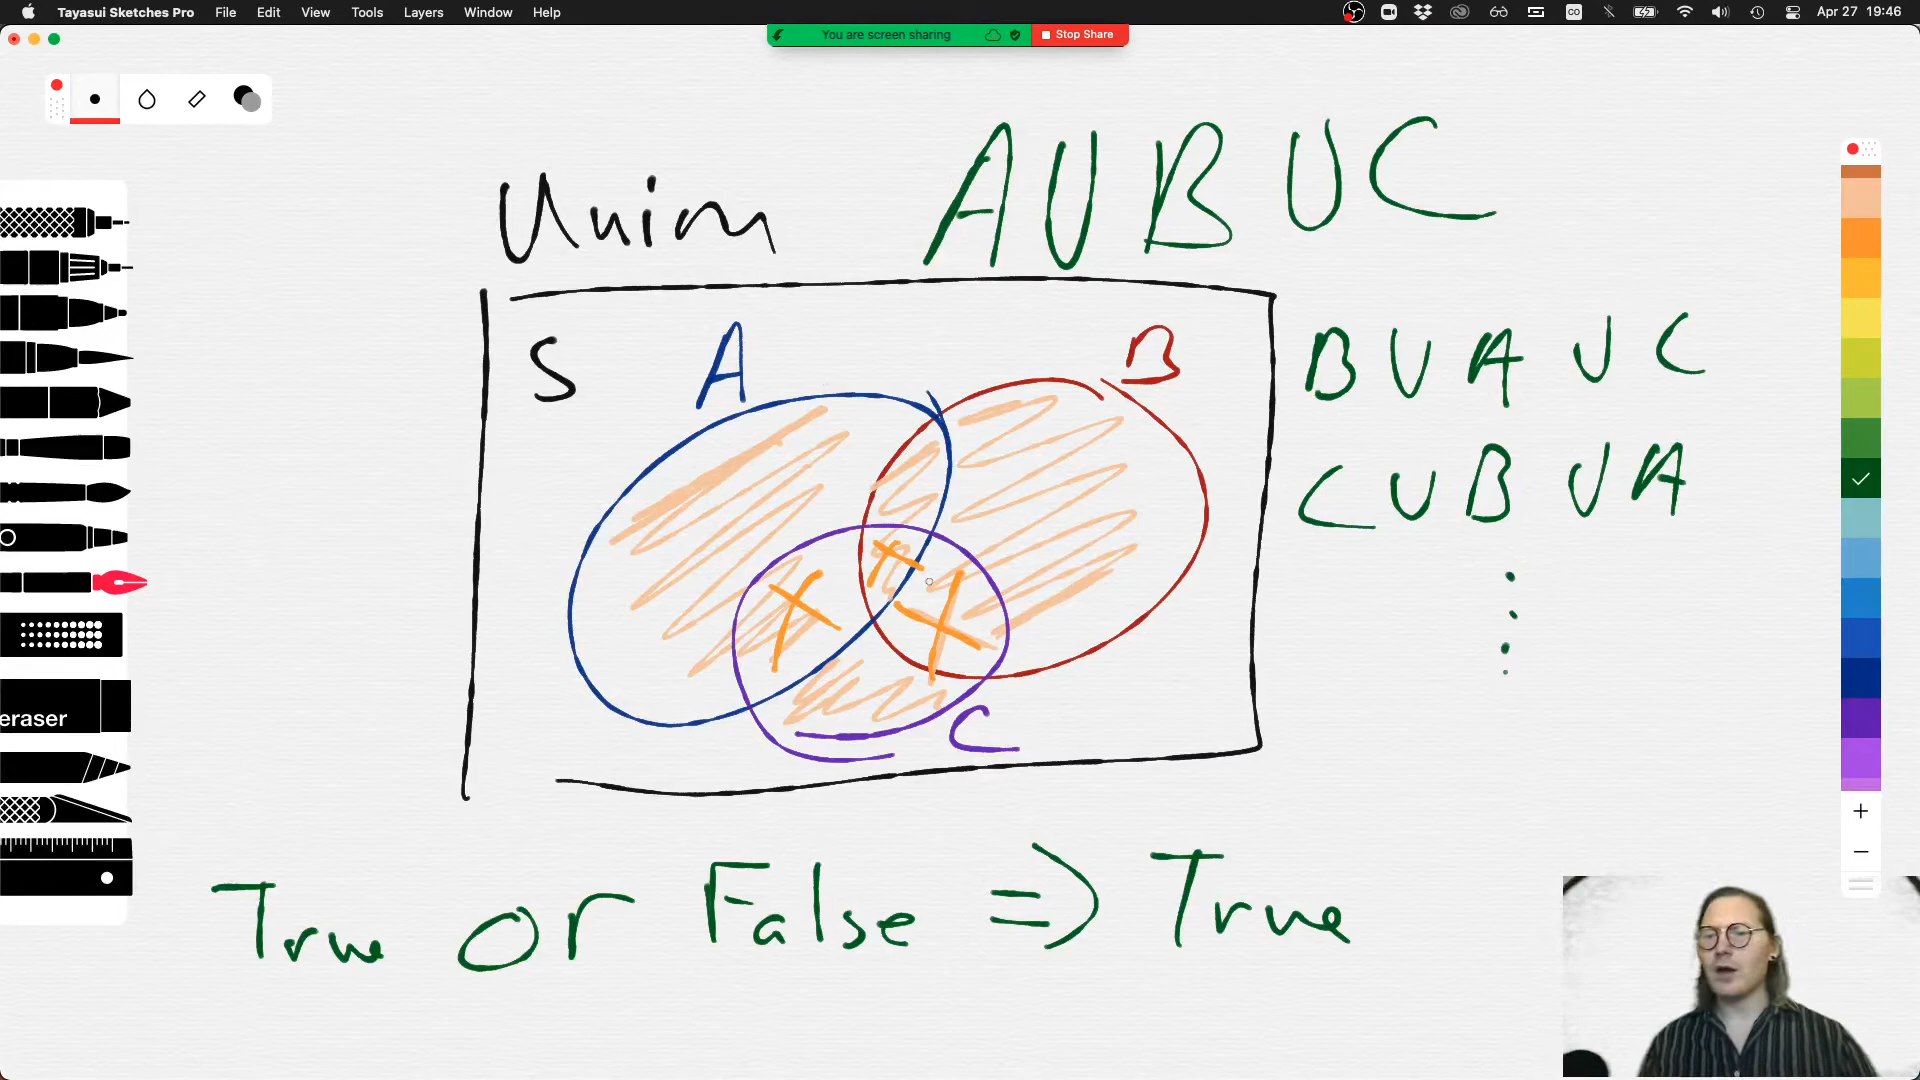 Tayasui Sketches Pro File Edit View Tools Layers Window Help Apr 27 19:46
You are screen sharing Stop Share
Union A U B U C
S A B
B U A U C
C U B U A
C
eraser
True or False => True